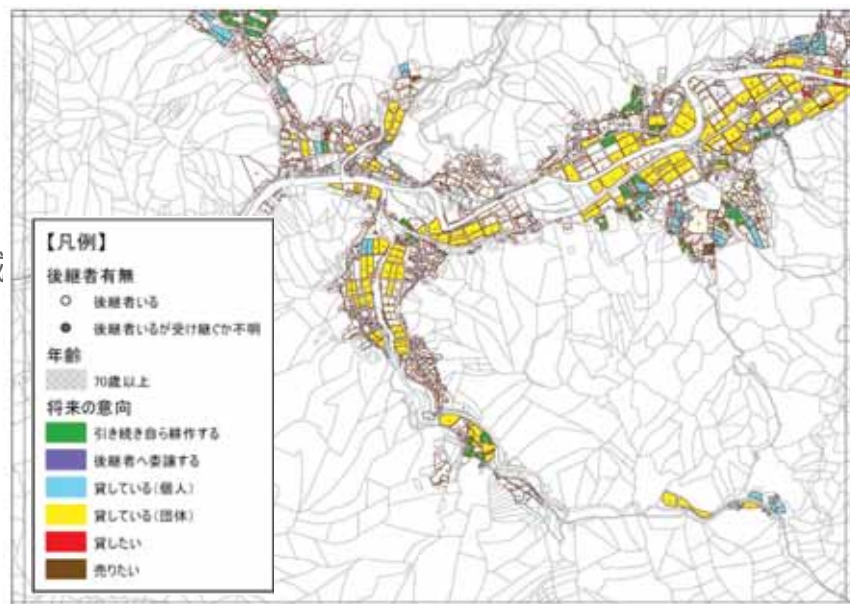 【凡例】
後継者有無
後継者いる
後継者いるが受け継ぐか不明
年齢
70歳以上
将来の意向
引き続き自ら耕作する
後継者へ委譲する
貸している(個人)
貸している(団体)
貸したい
売りたい